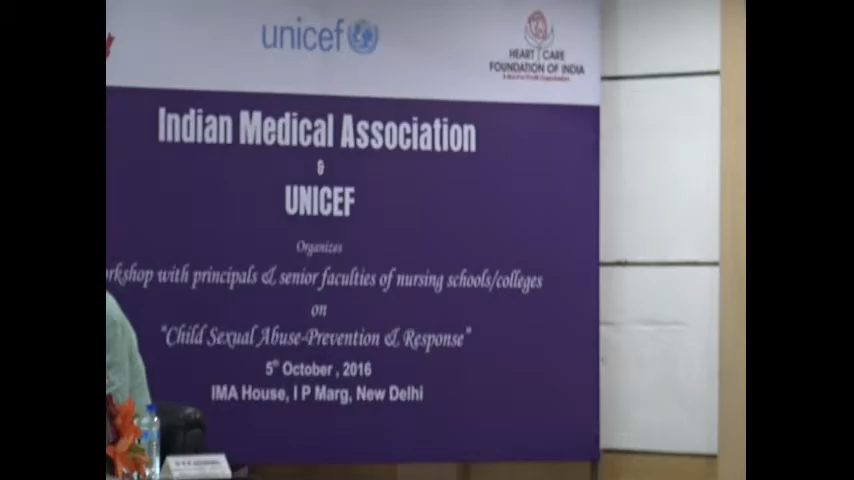 unicef
HEART CARE
FOUNDATION OF INDIA
Indian Medical Association
&
UNICEF
Organizes
rkshop with principals & senior faculties of nursing schools/colleges
on
"Child Sexual Abuse-Prevention & Response"
5th October , 2016
IMA House, I P Marg, New Delhi